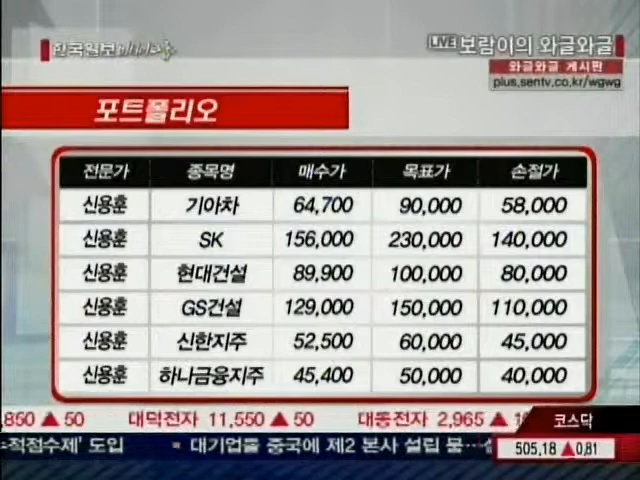 한국일보
LIVE 보람이의 와글와글
와글와글 게시판
plus.sentv.co.kr/wgwg
포트폴리오
전문가 종목명 매수가 목표가 손절가
신용훈 기아차 64,700 90,000 58,000
신용훈 SK 156,000 230,000 140,000
신용훈 현대건설 89,900 100,000 80,000
신용훈 GS건설 129,000 150,000 110,000
신용훈 신한지주 52,500 60,000 45,000
신용훈 하나금융지주 45,400 50,000 40,000
,850 ▲ 50 대덕전자 11,550 ▲ 50 대동전자 2,965 ▲ 코스닥
적점수제' 도입 대기업들 중국에 제2 본사 설립 붐…
505.18 ▲0.81